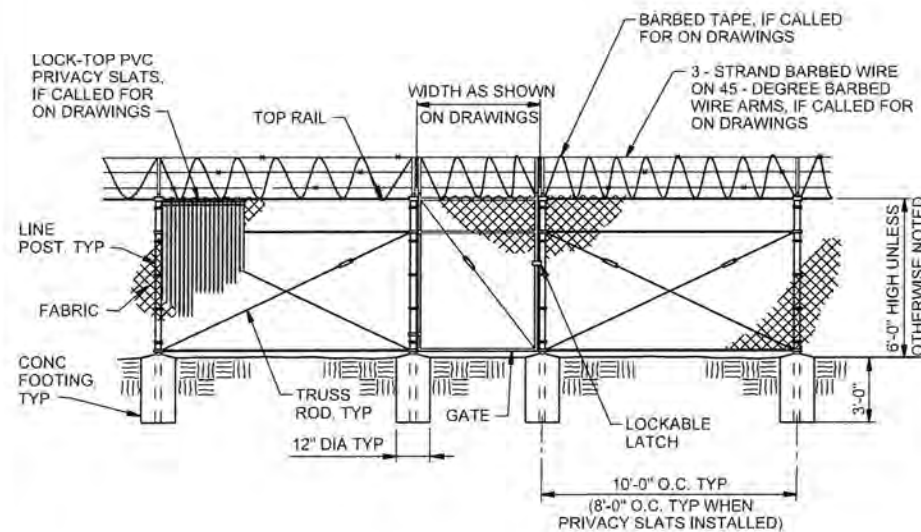 BARBED TAPE, IF CALLED
FOR ON DRAWINGS
LOCK-TOP PVC
PRIVACY SLATS,
IF CALLED FOR
ON DRAWINGS
TOP RAIL
WIDTH AS SHOWN
ON DRAWINGS
3 - STRAND BARBED WIRE
ON 45 - DEGREE BARBED
WIRE ARMS, IF CALLED FOR
ON DRAWINGS
LINE
POST, TYP
FABRIC
CONC
FOOTING,
TYP
TRUSS
ROD, TYP
12" DIA TYP
GATE
LOCKABLE
LATCH
6'-0" HIGH UNLESS
OTHERWISE NOTED
3'-0"
10'-0" O.C. TYP
(8'-0" O.C. TYP WHEN
PRIVACY SLATS INSTALLED)